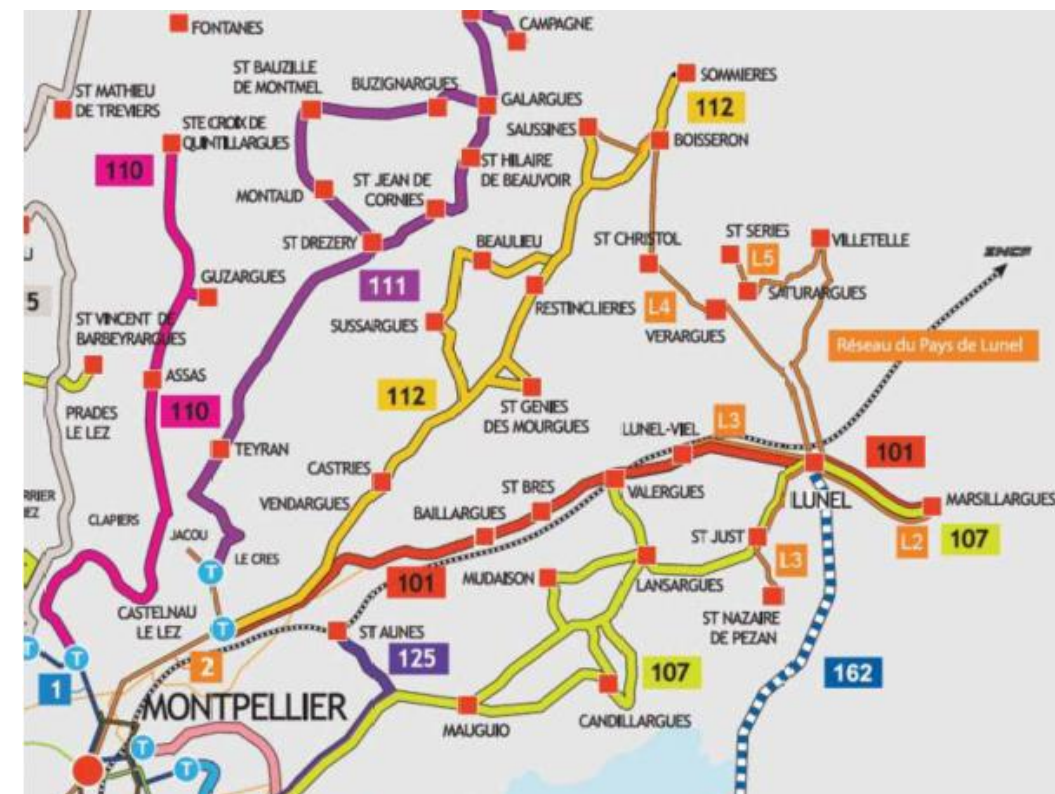 FONTANES
CAMPAGNE
ST BAUZILLE
DE MONTMEL
BUZIGNARGUES
SOMMIERES
ST MATHIEU
DE TREVIERS
GALARGUES
112
STE CROIX DE
QUINTILLARGUES
SAUSSINES
BOISSERON
110
ST HILAIRE
DE BEAUVOIR
MONTAUD
ST JEAN DE
CORNIES
ST DREZERY
BEAULIEU
ST CHRISTOL
ST SERIES
VILLETELLE
L5
SNCF
GUZARGUES
111
SATURARGUES
5
RESTINCLIERES
L4
ST VINCENT DE
BARBEYRARGUES
SUSSARGUES
VERARGUES
Réseau du Pays de Lunel
ASSAS
112
PRADES
LE LEZ
110
ST GENIES
DES MOURGUES
LUNEL-VIEL
L3
TEYRAN
101
CASTRIES
VENDARGUES
ST BRES
VALERGUES
LUNEL
MARSILLARGUES
CLAPIERS
BAILLARGUES
JACOU
ST JUST
L2
107
LE CRES
T
101
MUDAISON
LANSARGUES
L3
CASTELNAU
LE LEZ
T
ST AUNES
ST NAZAIRE
DE PEZAN
T
T
1
2
125
107
162
MONTPELLIER
MAUGUIO
CANDILLARGUES
T
T